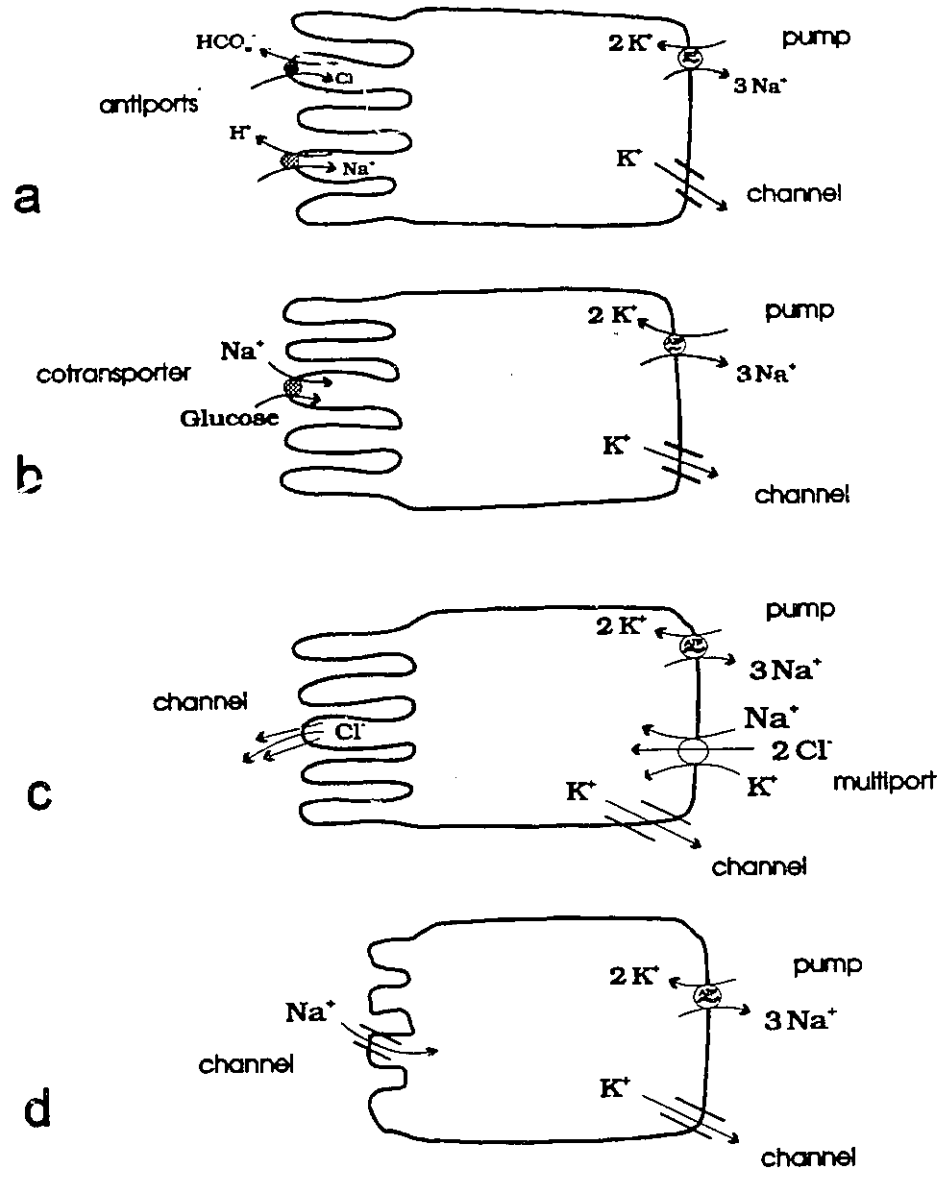 HCO₃⁻
2 K⁺
pump
Cl
3 Na⁺
antiports
H⁺
Na⁺
K⁺
a
channel
2 K⁺
pump
Na⁺
cotransporter
3 Na⁺
Glucose
K⁺
b
channel
pump
2 K⁺
3 Na⁺
channel
Cl⁻
Na⁺
2 Cl⁻
K⁺
K⁺
multiport
c
channel
pump
2 K⁺
Na⁺
3 Na⁺
channel
K⁺
d
channel